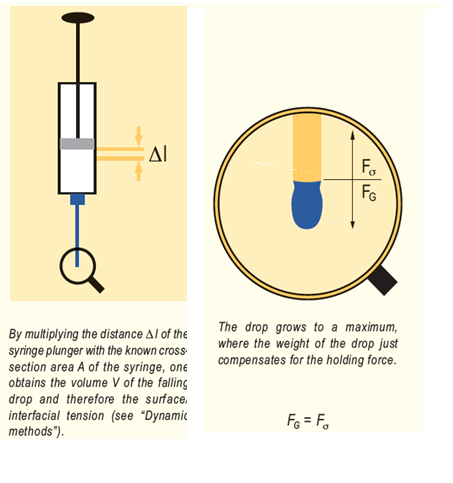 Δl
By multiplying the distance Δl of the
syringe plunger with the known cross-
section area A of the syringe, one
obtains the volume V of the falling
drop and therefore the surface/
interfacial tension (see “Dynamic
methods”).
Fσ
FG
The drop grows to a maximum,
where the weight of the drop just
compensates for the holding force.
FG = Fσ